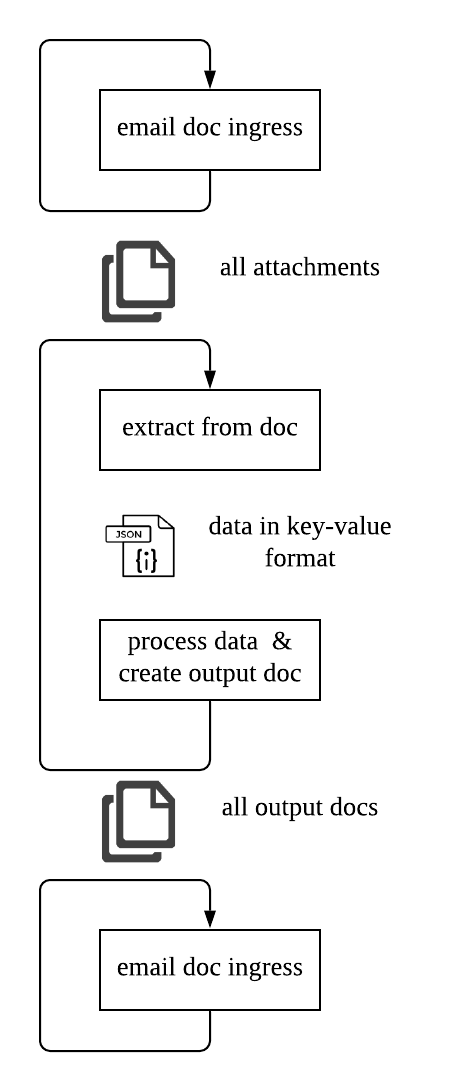 email doc ingress
all attachments
extract from doc
JSON
{i}
data in key-value
format
process data &
create output doc
all output docs
email doc ingress